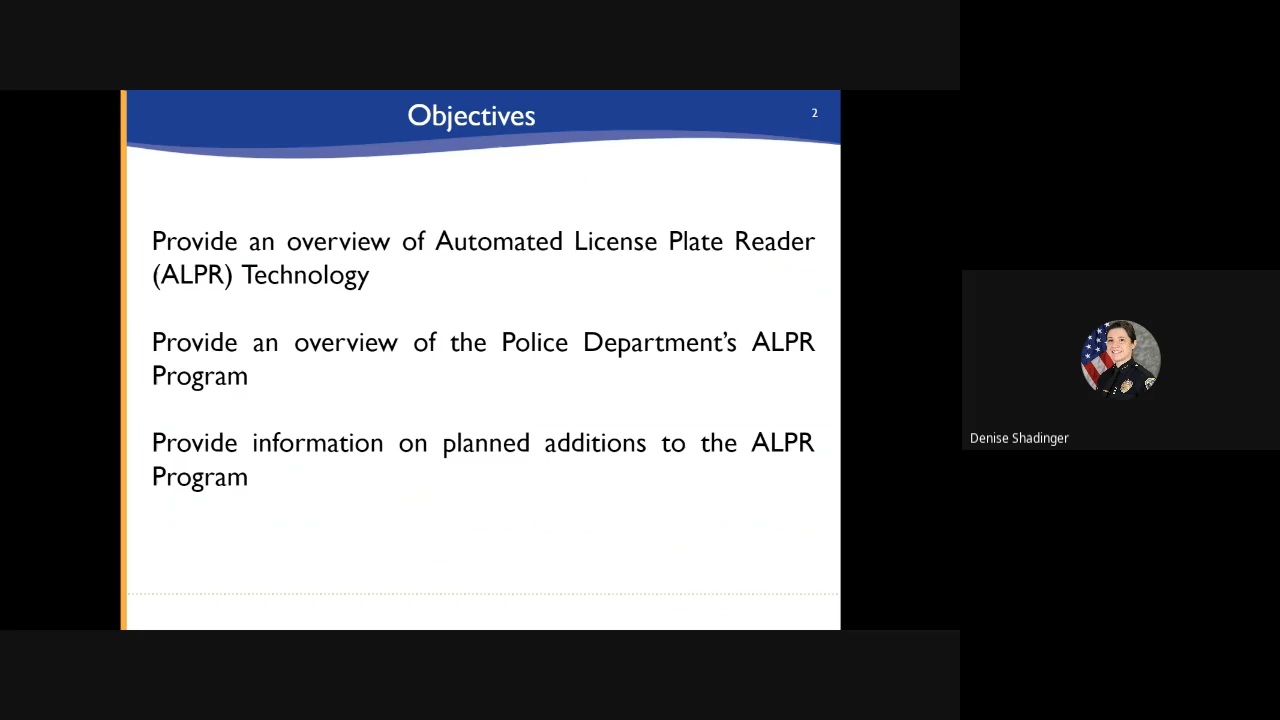 Objectives
2
Provide an overview of Automated License Plate Reader
(ALPR) Technology
Provide an overview of the Police Department’s ALPR
Program
Provide information on planned additions to the ALPR
Program
Denise Shadinger